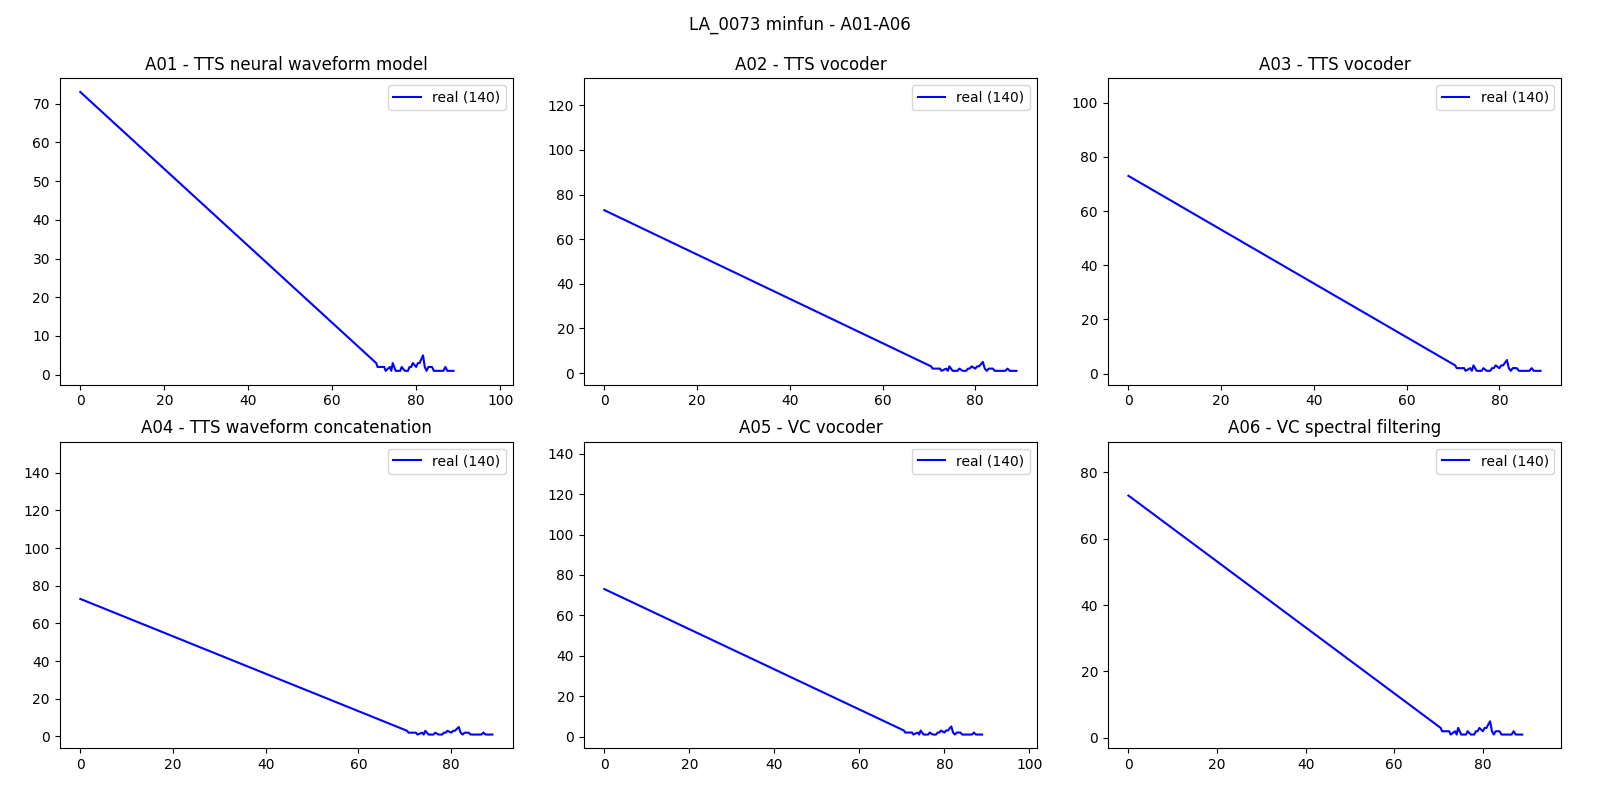 LA_0073 minfun - A01-A06
A01 - TTS neural waveform model
real (140)
70
60
50
40
30
20
10
0
0 20 40 60 80 100
A02 - TTS vocoder
real (140)
120
100
80
60
40
20
0
0 20 40 60 80
A03 - TTS vocoder
real (140)
100
80
60
40
20
0
0 20 40 60 80
A04 - TTS waveform concatenation
real (140)
140
120
100
80
60
40
20
0
0 20 40 60 80
A05 - VC vocoder
real (140)
140
120
100
80
60
40
20
0
0 20 40 60 80 100
A06 - VC spectral filtering
real (140)
80
60
40
20
0
0 20 40 60 80